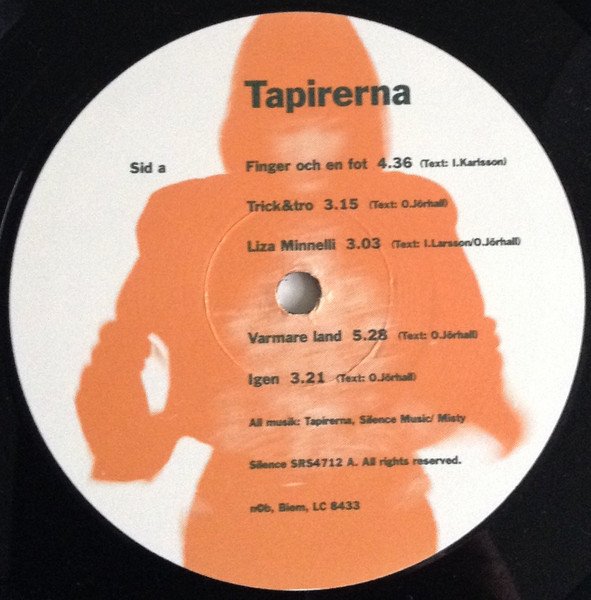 Tapirerna
Sid a
Finger och en fot 4.36 (Text: I.Karlsson)
Trick&tro 3.15 (Text: O.Jörhall)
Liza Minnelli 3.03 (Text: I.Larsson/O.Jörhall)
Varmare land 5.28 (Text: O.Jörhall)
Igen 3.21 (Text: O.Jörhall)
All musik: Tapirerna, Silence Music/ Misty
Silence SRS4712 A. All rights reserved.
n©b, Biem, LC 8433